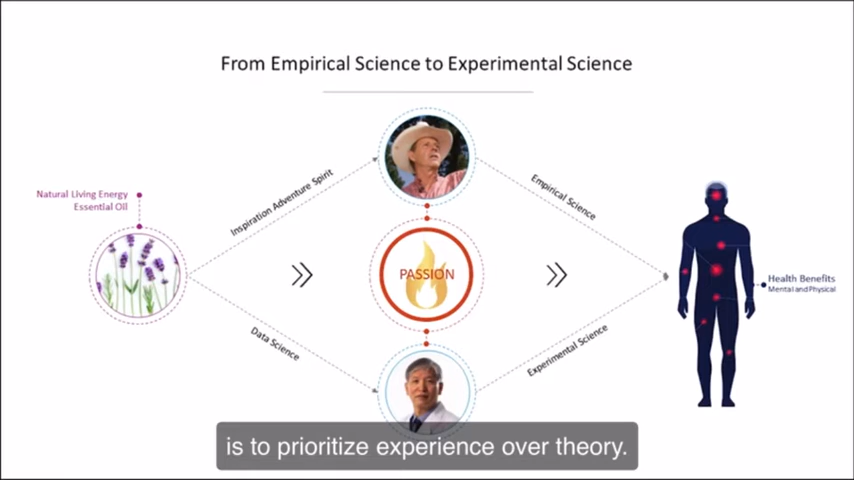 From Empirical Science to Experimental Science
Natural Living Energy
Essential Oil
Inspiration Adventure Spirit
Empirical Science
PASSION
Health Benefits
Mental and Physical
Data Science
Experimental Science
is to prioritize experience over theory.